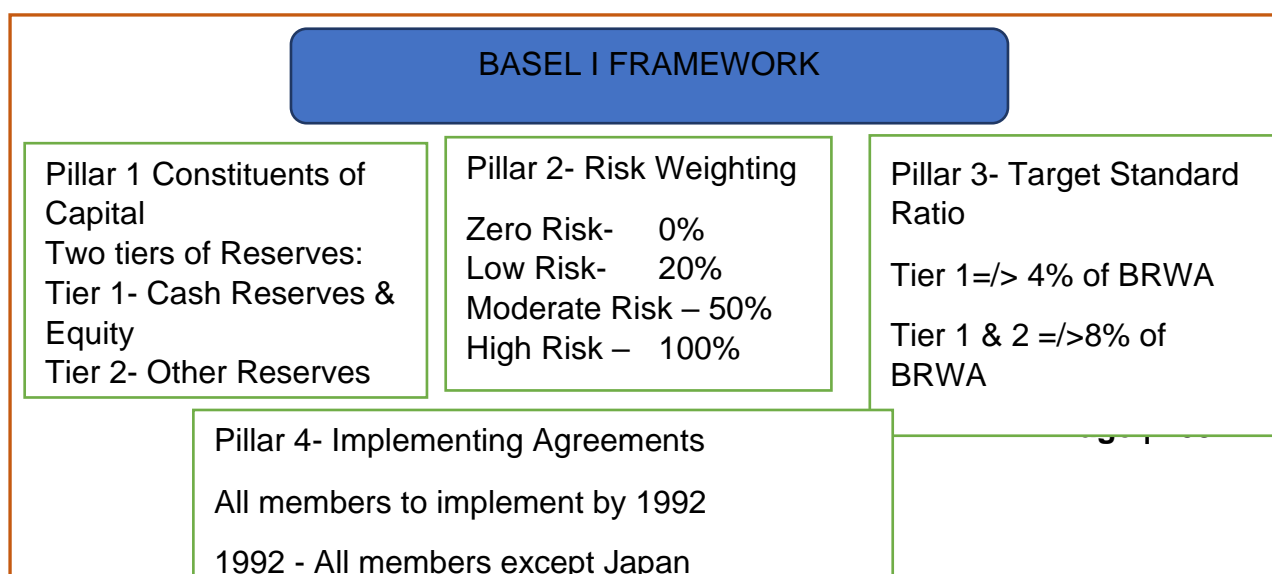 BASEL I FRAMEWORK
Pillar 1 Constituents of
Capital
Two tiers of Reserves:
Tier 1- Cash Reserves &
Equity
Tier 2- Other Reserves
Pillar 2- Risk Weighting
Zero Risk- 0%
Low Risk- 20%
Moderate Risk – 50%
High Risk – 100%
Pillar 3- Target Standard
Ratio
Tier 1=/> 4% of BRWA
Tier 1 & 2 =/>8% of
BRWA
Pillar 4- Implementing Agreements
All members to implement by 1992
1992 - All members except Japan